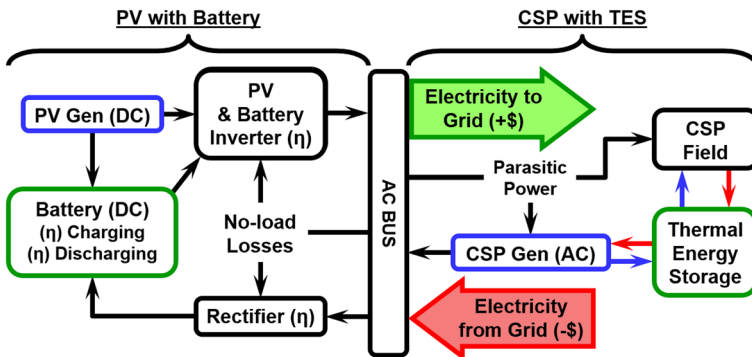 PV with Battery
CSP with TES
PV Gen (DC)
PV
& Battery
Inverter (η)
Battery (DC)
(η) Charging
(η) Discharging
No-load
Losses
Rectifier (η)
AC BUS
Electricity to
Grid (+$)
Parasitic
Power
CSP
Field
CSP Gen (AC)
Thermal
Energy
Storage
Electricity
from Grid (-$)